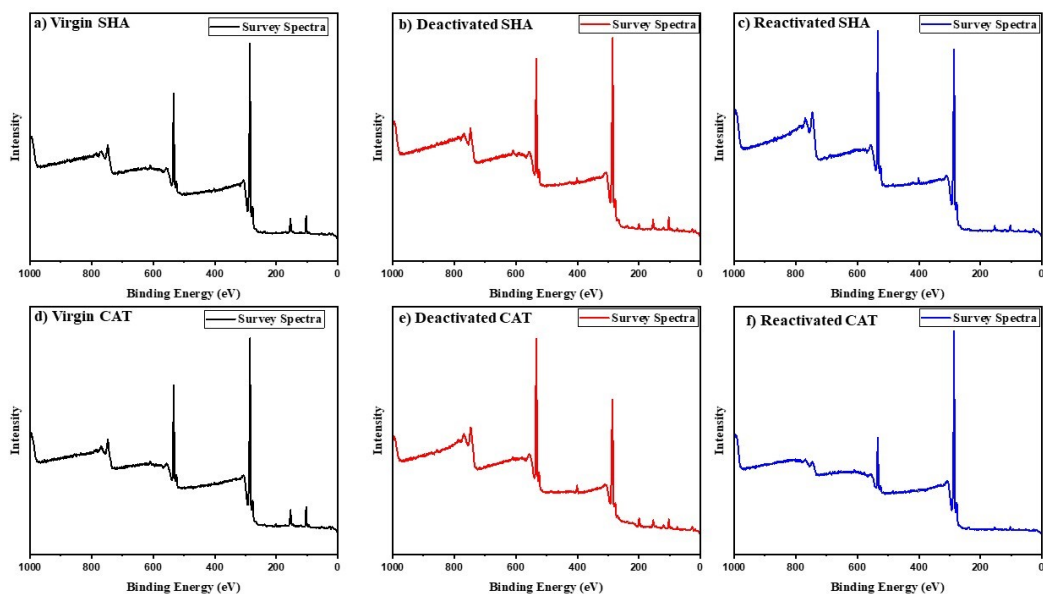 a) Virgin SHA
Survey Spectra
Intensity
1000 800 600 400 200 0
Binding Energy (eV)
b) Deactivated SHA
Survey Spectra
Intensity
1000 800 600 400 200 0
Binding Energy (eV)
c) Reactivated SHA
Survey Spectra
Intesnity
1000 800 600 400 200 0
Binding Energy (eV)
d) Virgin CAT
Survey Spectra
Intensity
1000 800 600 400 200 0
Binding Energy (eV)
e) Deactivated CAT
Survey Spectra
Intensity
1000 800 600 400 200 0
Binding Energy (eV)
f) Reactivated CAT
Survey Spectra
Intensity
1000 800 600 400 200 0
Binding Energy (eV)